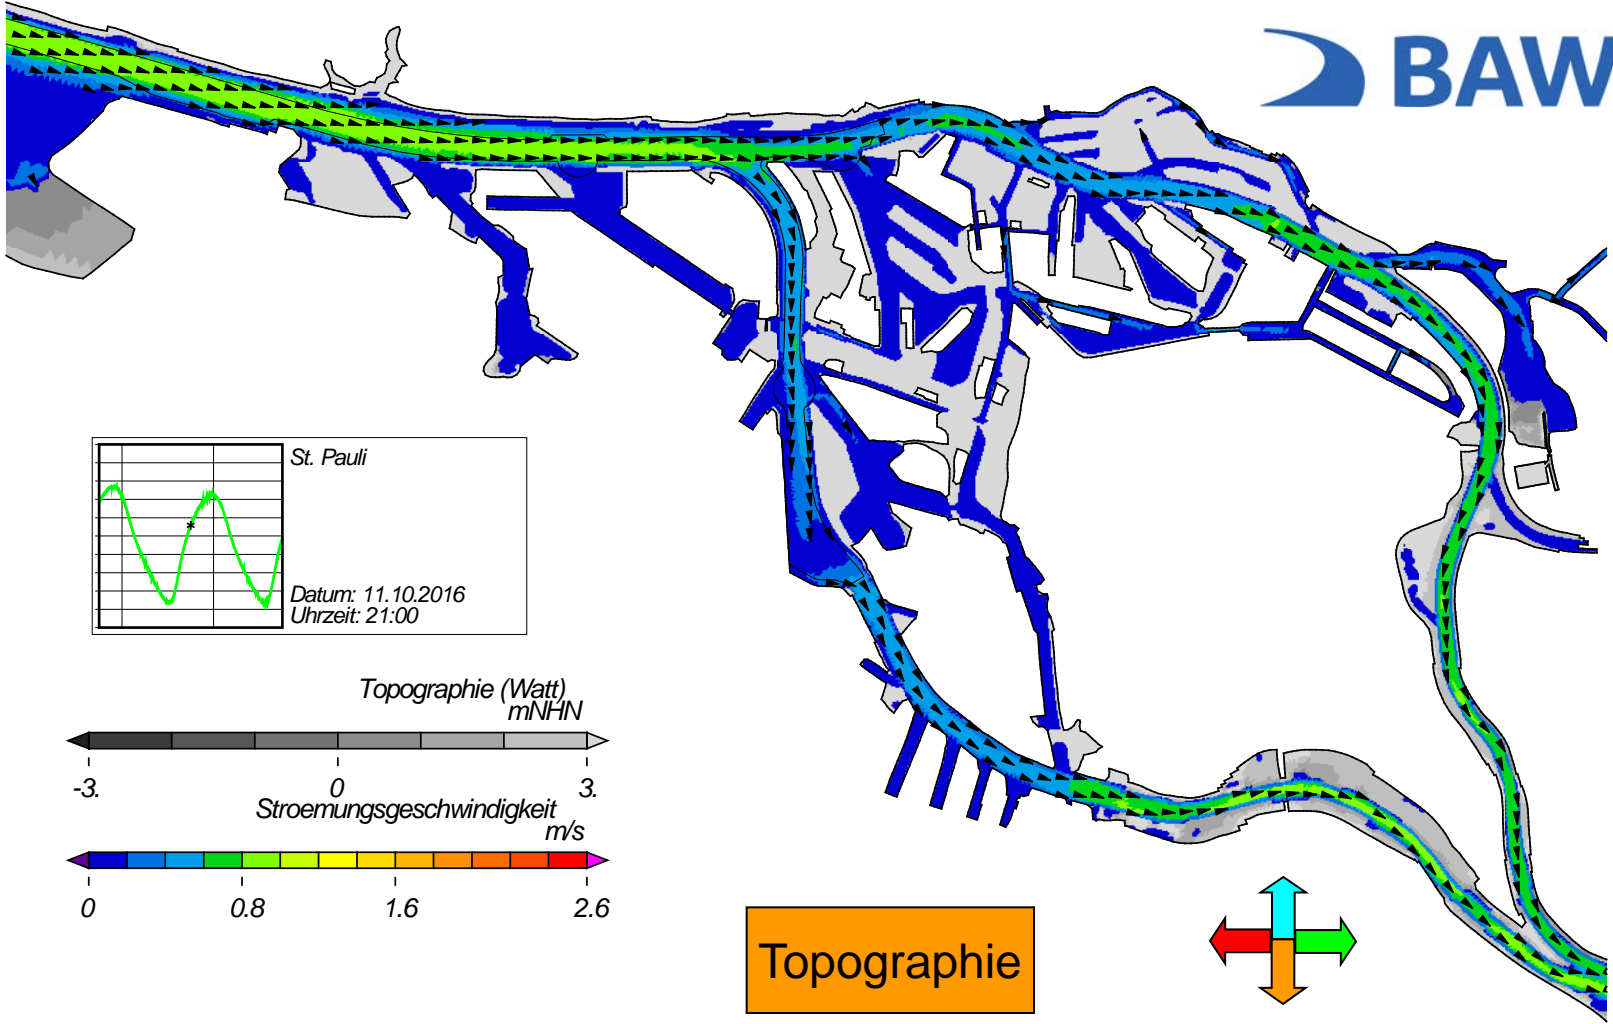 BAW
St. Pauli
Datum: 11.10.2016
Uhrzeit: 21:00
Topographie (Watt)
mNHN
-3. 0 3.
Stroemungsgeschwindigkeit
m/s
0 0.8 1.6 2.6
Topographie